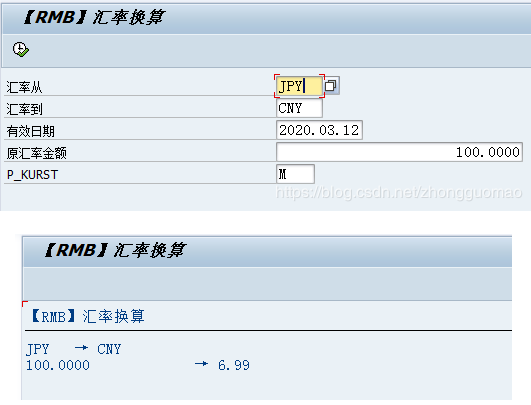 【RMB】汇率换算
汇率从 JPY
汇率到 CNY
有效日期 2020.03.12
原汇率金额 100.0000
P_KURST M
https://blog.csdn.net/zhongguomao
【RMB】汇率换算
【RMB】汇率换算
JPY → CNY
100.0000 → 6.99